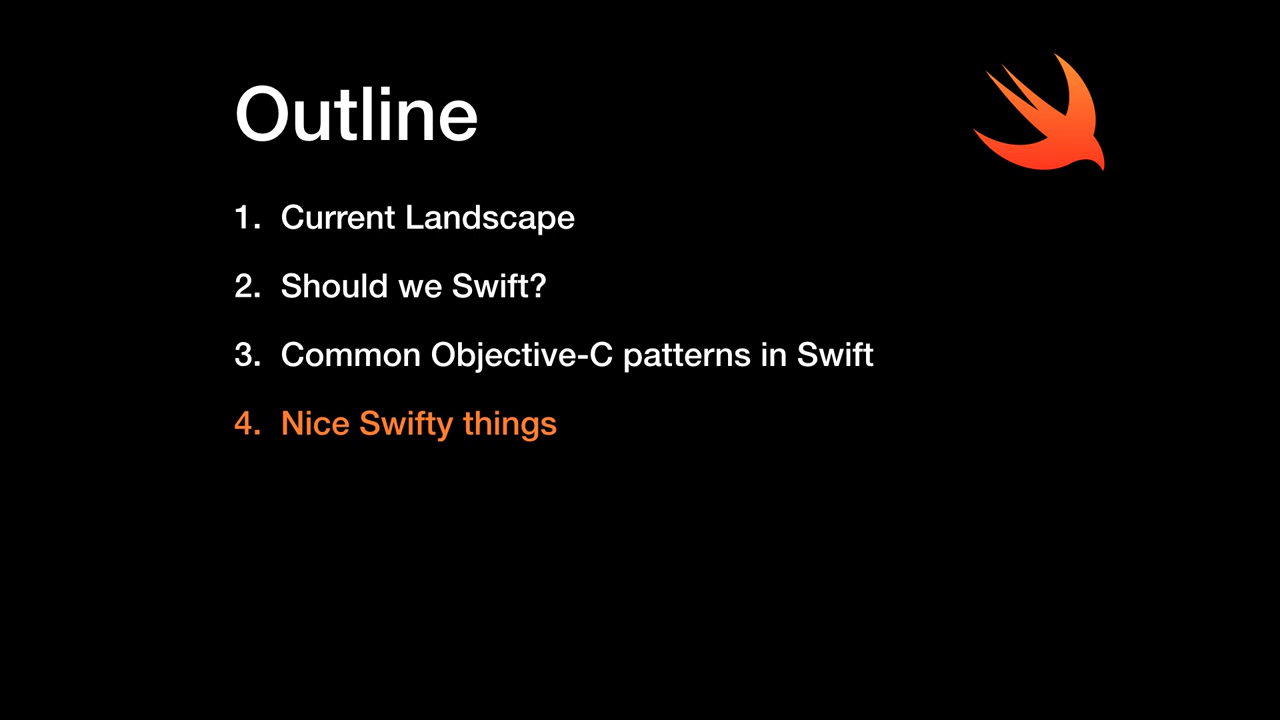 Outline
1. Current Landscape
2. Should we Swift?
3. Common Objective-C patterns in Swift
4. Nice Swifty things